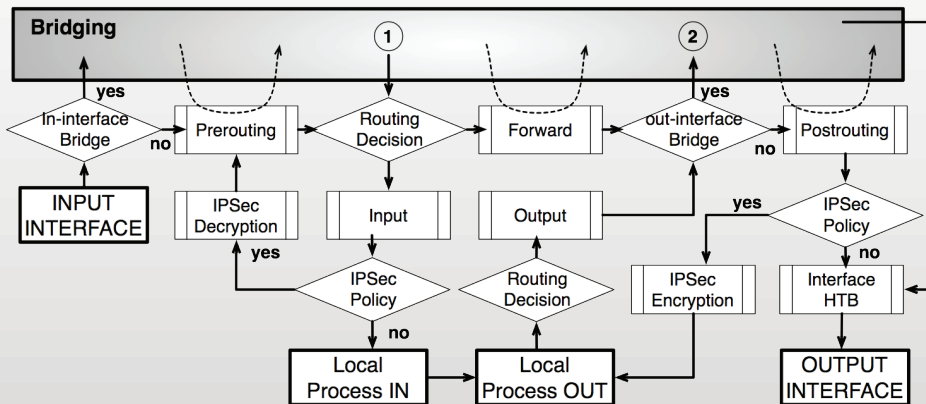 Bridging
1
2
yes
yes
In-interface
Bridge
no
Prerouting
Routing
Decision
Forward
out-interface
Bridge
no
Postrouting
INPUT
INTERFACE
IPSec
Decryption
yes
Input
Output
yes
IPSec
Policy
no
IPSec
Policy
no
Routing
Decision
IPSec
Encryption
Interface
HTB
Local
Process IN
Local
Process OUT
OUTPUT
INTERFACE